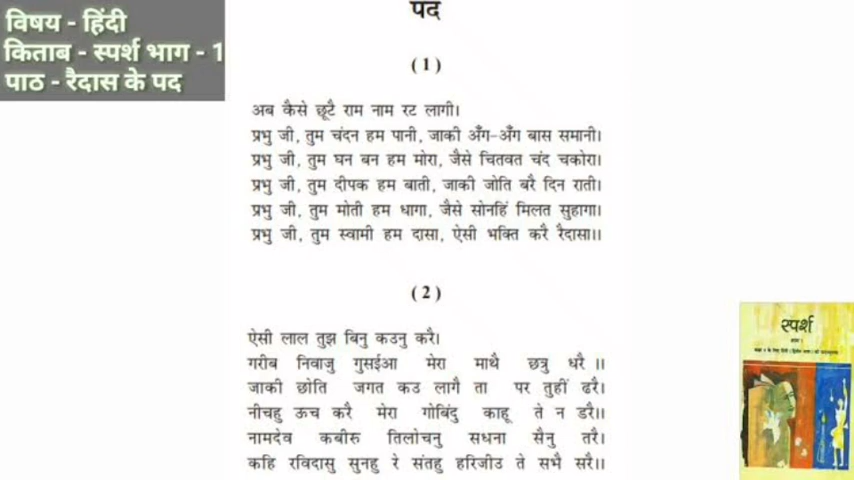 विषय - हिंदी
किताब - स्पर्श भाग - 1
पाठ - रैदास के पद
पद
(1)
अब कैसे छूटै राम नाम रट लागी।
प्रभु जी, तुम चंदन हम पानी, जाकी अँग-अँग बास समानी।
प्रभु जी, तुम घन बन हम मोरा, जैसे चितवत चंद चकोरा।
प्रभु जी, तुम दीपक हम बाती, जाकी जोति बरै दिन राती।
प्रभु जी, तुम मोती हम धागा, जैसे सोनहिं मिलत सुहागा।
प्रभु जी, तुम स्वामी हम दासा, ऐसी भक्ति करै रैदासा॥
(2)
ऐसी लाल तुझ बिनु कउनु करै।
गरीब निवाजु गुसईआ मेरा माथै छत्रु धरै॥
जाकी छोति जगत कउ लागै ता पर तुहीं ढरै।
नीचहु ऊच करै मेरा गोबिंदु काहू ते न डरै॥
नामदेव कबीरु तिलोचनु सधना सैनु तरै।
कहि रविदासु सुनहु रे संतहु हरिजीउ ते सभै सरै॥
स्पर्श